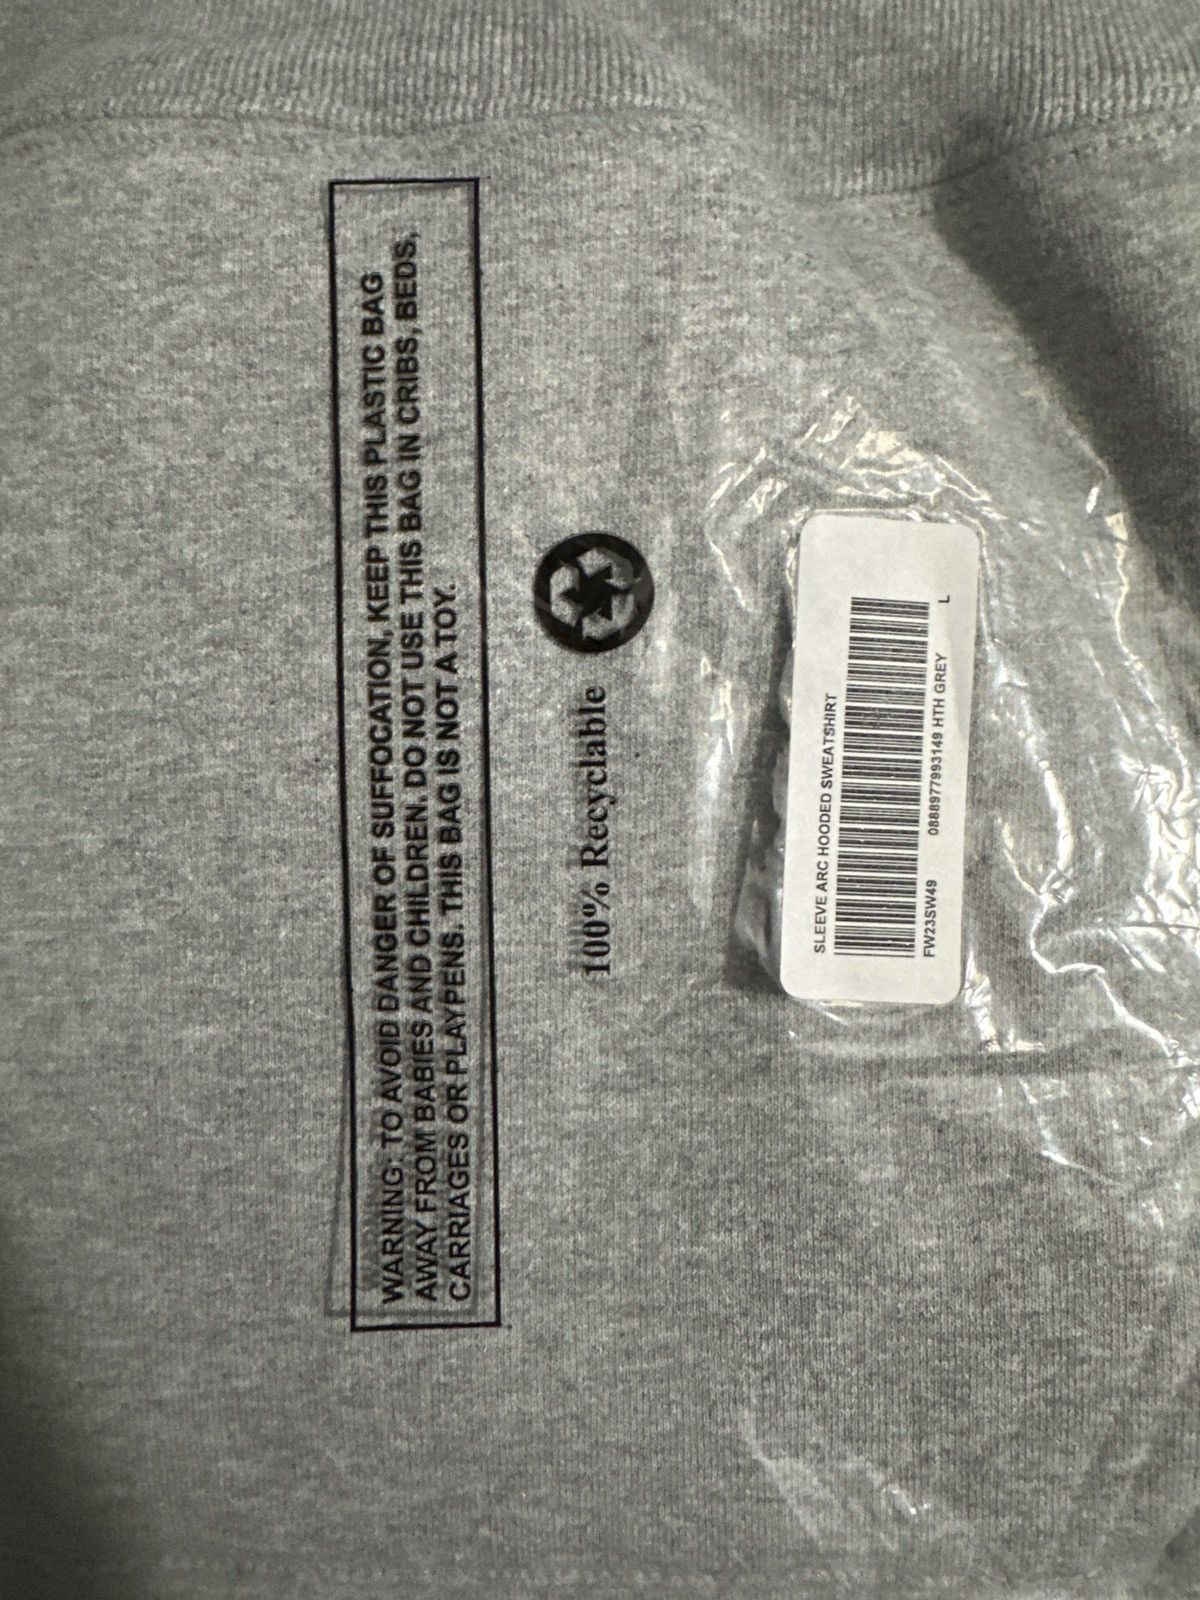 WARNING: TO AVOID DANGER OF SUFFOCATION, KEEP THIS PLASTIC BAG
AWAY FROM BABIES AND CHILDREN. DO NOT USE THIS BAG IN CRIBS, BEDS,
CARRIAGES OR PLAYPENS. THIS BAG IS NOT A TOY.
100% Recyclable
SLEEVE ARC HOODED SWEATSHIRT
FW23SW49 0888977993149 HTH GREY L